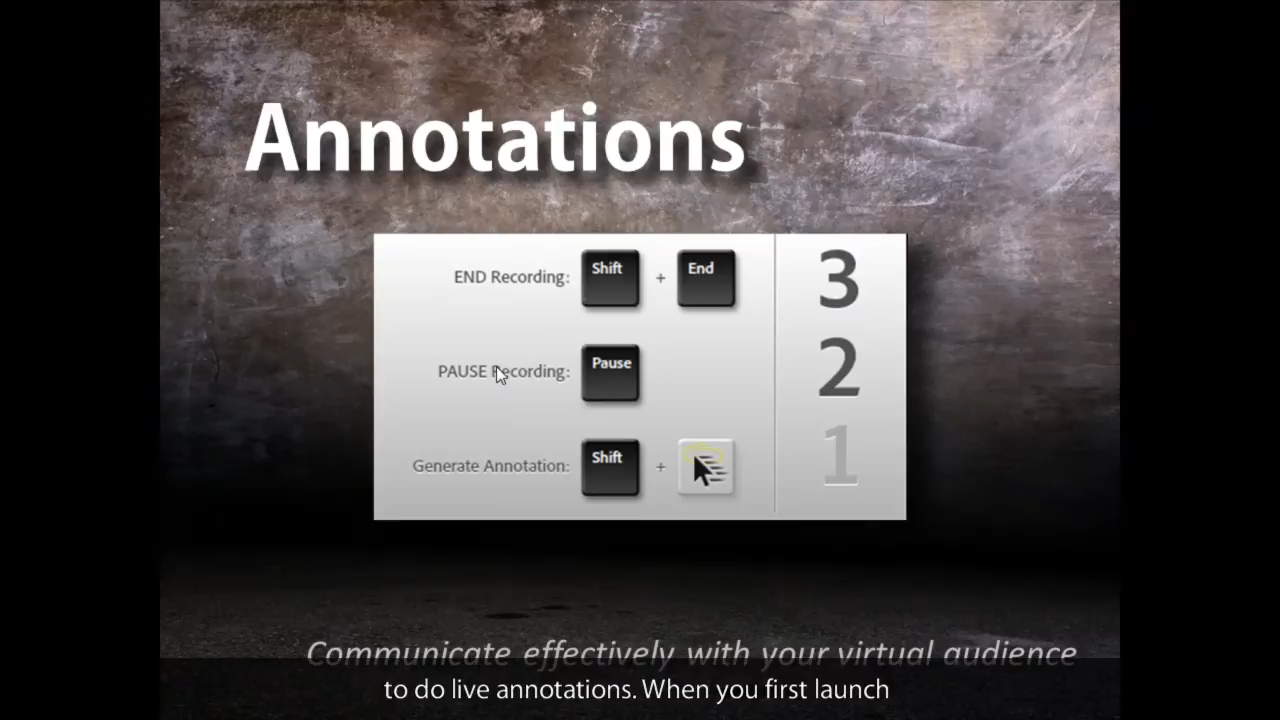 Annotations
END Recording: Shift + End 3
PAUSE Recording: Pause 2
Generate Annotation: Shift + 1
Communicate effectively with your virtual audience
to do live annotations. When you first launch